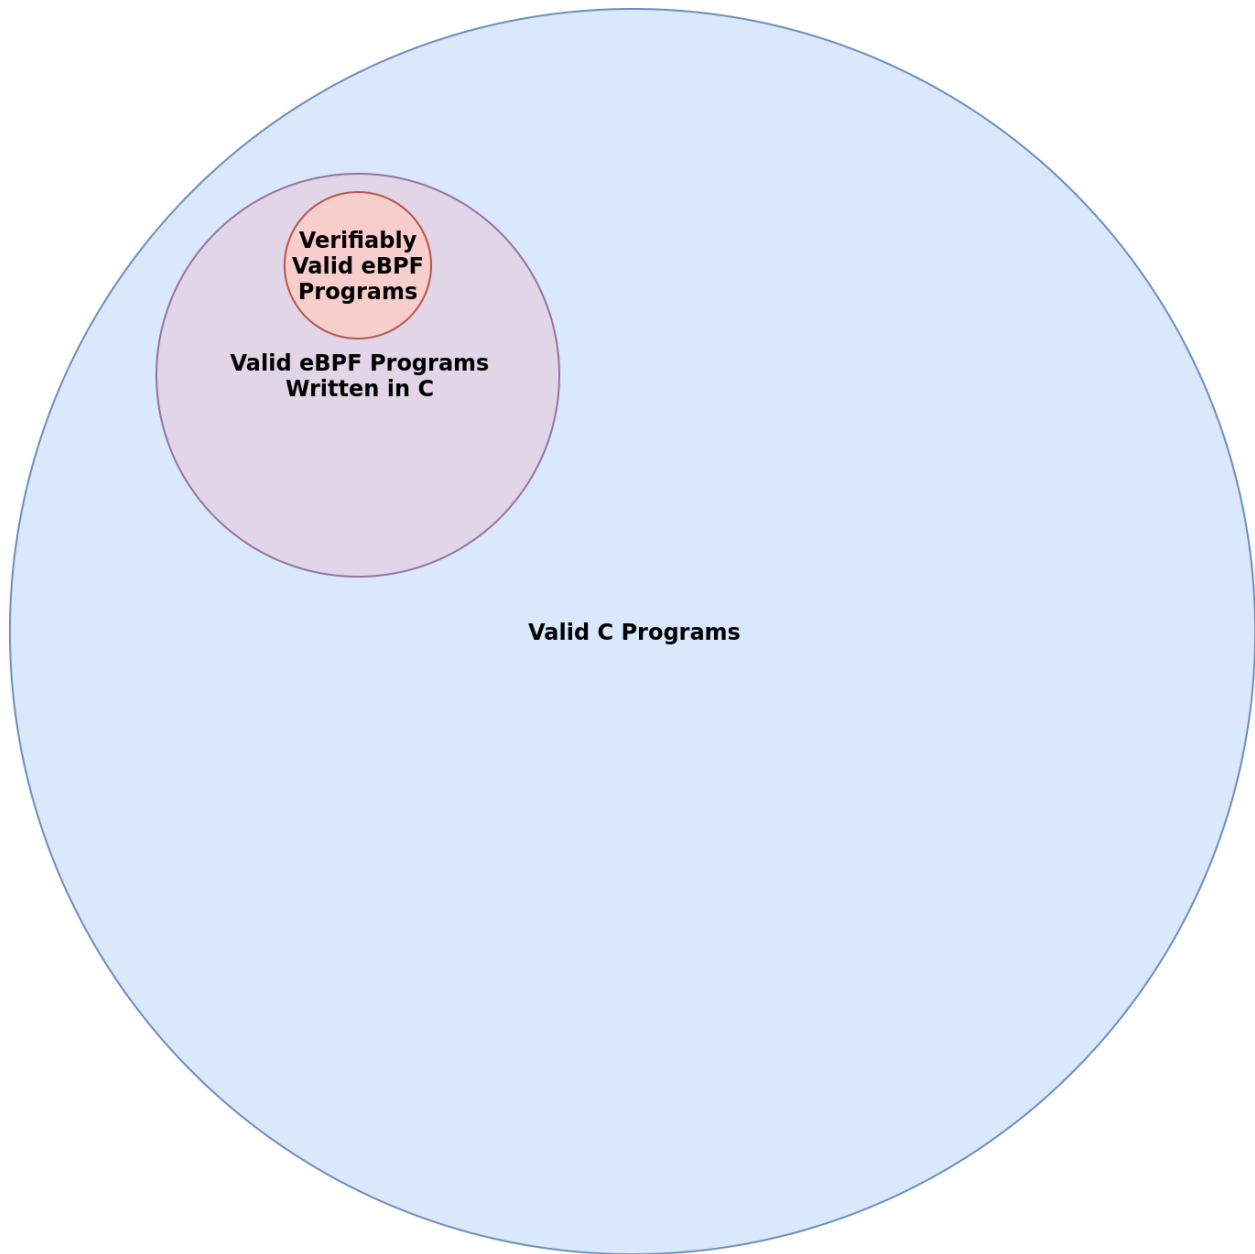 Verifiably
Valid eBPF
Programs
Valid eBPF Programs
Written in C
Valid C Programs